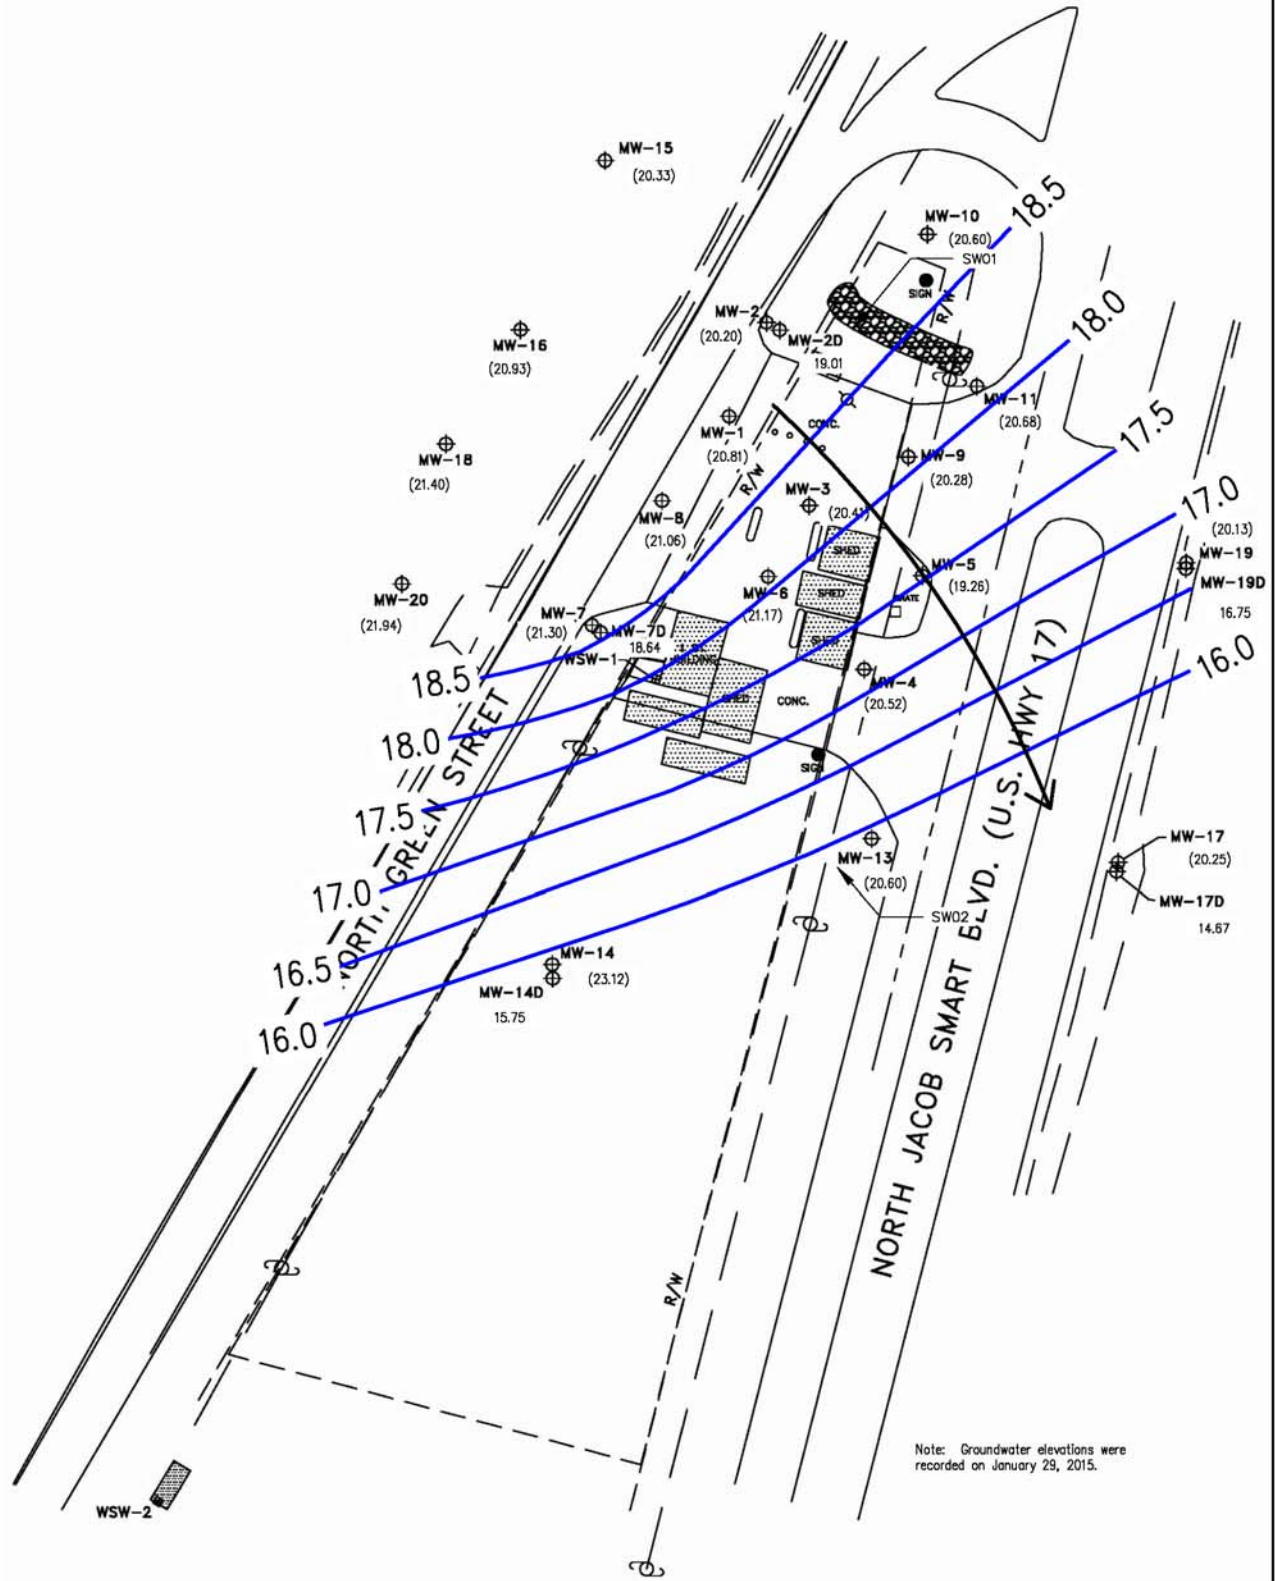 MW-15
(20.33)
18.5
MW-10
(20.60)
SW01
SIGN
R/W
18.0
MW-2
(20.20)
MW-2D
19.01
MW-16
(20.93)
MW-11
(20.68)
17.5
CONC.
MW-1
(20.81)
MW-18
(21.40)
MW-9
(20.28)
R/W
MW-3
(20.41)
17.0
(20.13)
MW-8
(21.06)
SHED
MW-19
MW-19D
16.75
MW-5
(19.26)
MW-20
(21.94)
MW-6
(21.17)
SHED
MW-7
(21.30)
MW-7D
18.64
SHED
WSW-1
16.0
18.5
MW-4
(20.52)
SHED
CONC.
18.0
SIGN
17.5
MW-13
(20.60)
MW-17
(20.25)
17.0
MW-17D
14.67
SW02
16.5
MW-14
(23.12)
MW-14D
15.75
16.0
GREEN STREET
NORTH JACOB SMART BLVD. (U.S. HWY 17)
R/W
Note: Groundwater elevations were
recorded on January 29, 2015.
WSW-2